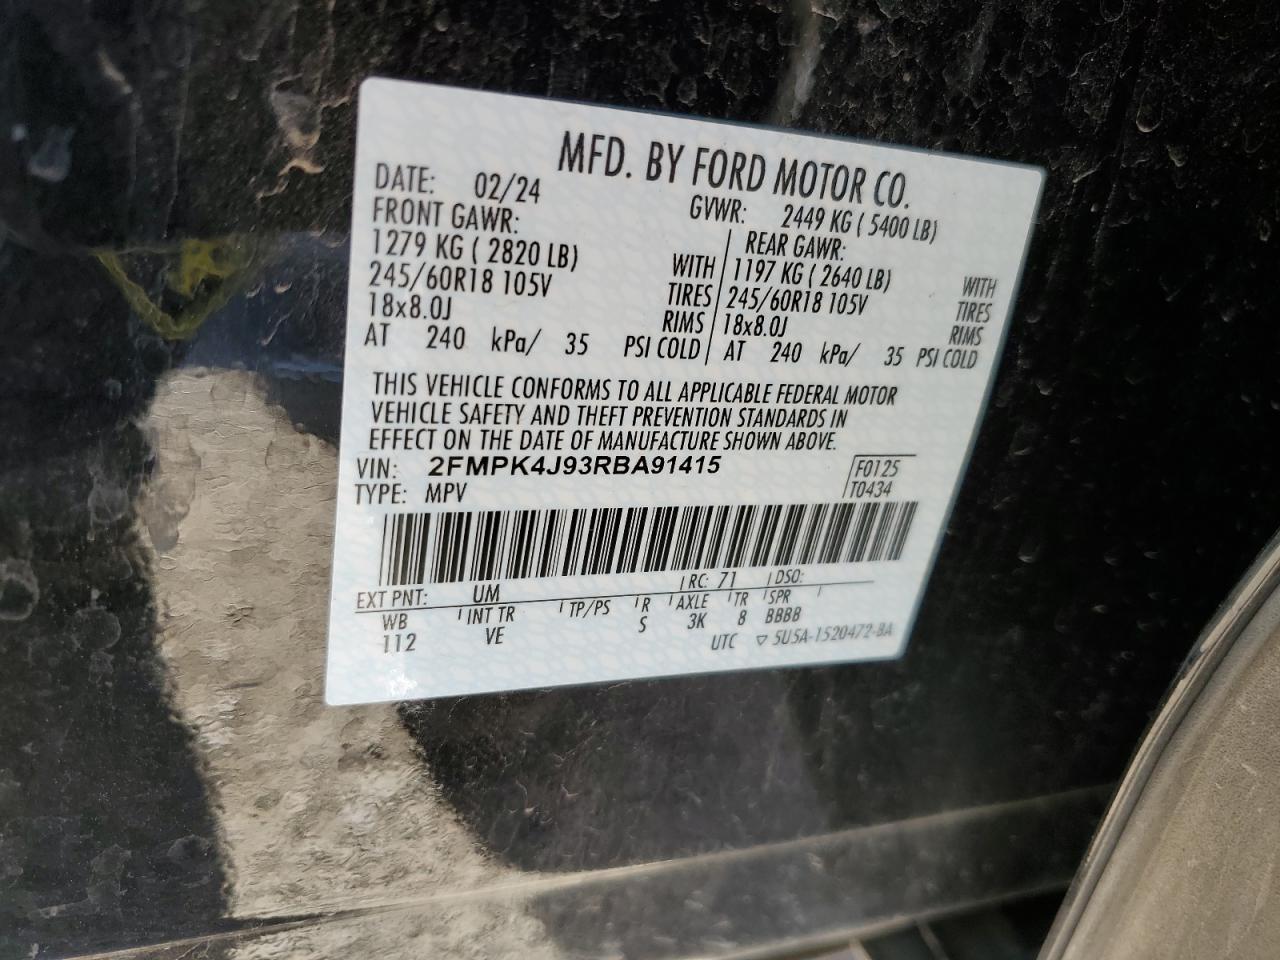 MFD. BY FORD MOTOR CO.
DATE: 02/24 GVWR: 2449 KG ( 5400 LB)
FRONT GAWR: REAR GAWR:
1279 KG ( 2820 LB) WITH 1197 KG ( 2640 LB) WITH
245/60R18 105V TIRES 245/60R18 105V TIRES
18x8.0J RIMS 18x8.0J RIMS
AT 240 kPa/ 35 PSI COLD AT 240 kPa/ 35 PSI COLD
THIS VEHICLE CONFORMS TO ALL APPLICABLE FEDERAL MOTOR
VEHICLE SAFETY AND THEFT PREVENTION STANDARDS IN
EFFECT ON THE DATE OF MANUFACTURE SHOWN ABOVE.
VIN: 2FMPK4J93RBA91415 F0125
TYPE: MPV T0434
EXT PNT: UM RC: 71 DSO:
WB INT TR TP/PS R AXLE TR SPR
112 VE S 3K 8 BBBB
UTC ▽ 5U5A-1520472-BA